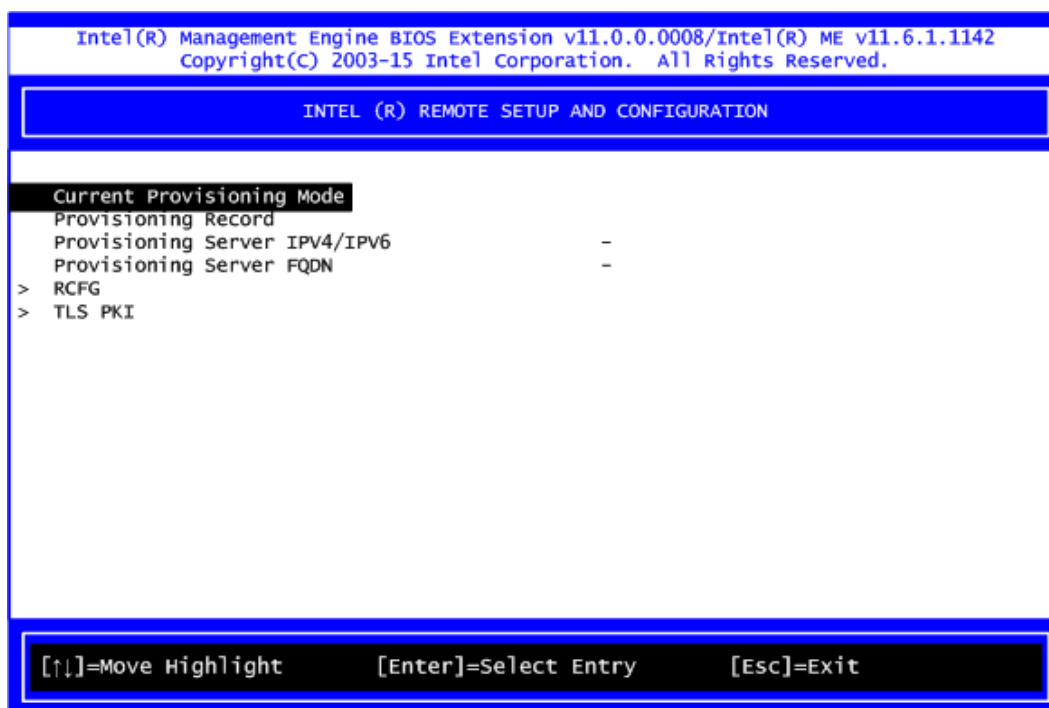 Intel(R) Management Engine BIOS Extension v11.0.0.0008/Intel(R) ME v11.6.1.1142
Copyright(C) 2003-15 Intel Corporation. All Rights Reserved.
INTEL (R) REMOTE SETUP AND CONFIGURATION
Current Provisioning Mode
Provisioning Record
Provisioning Server IPV4/IPV6 -
Provisioning Server FQDN -
> RCFG
> TLS PKI
[↑↓]=Move Highlight [Enter]=Select Entry [Esc]=Exit